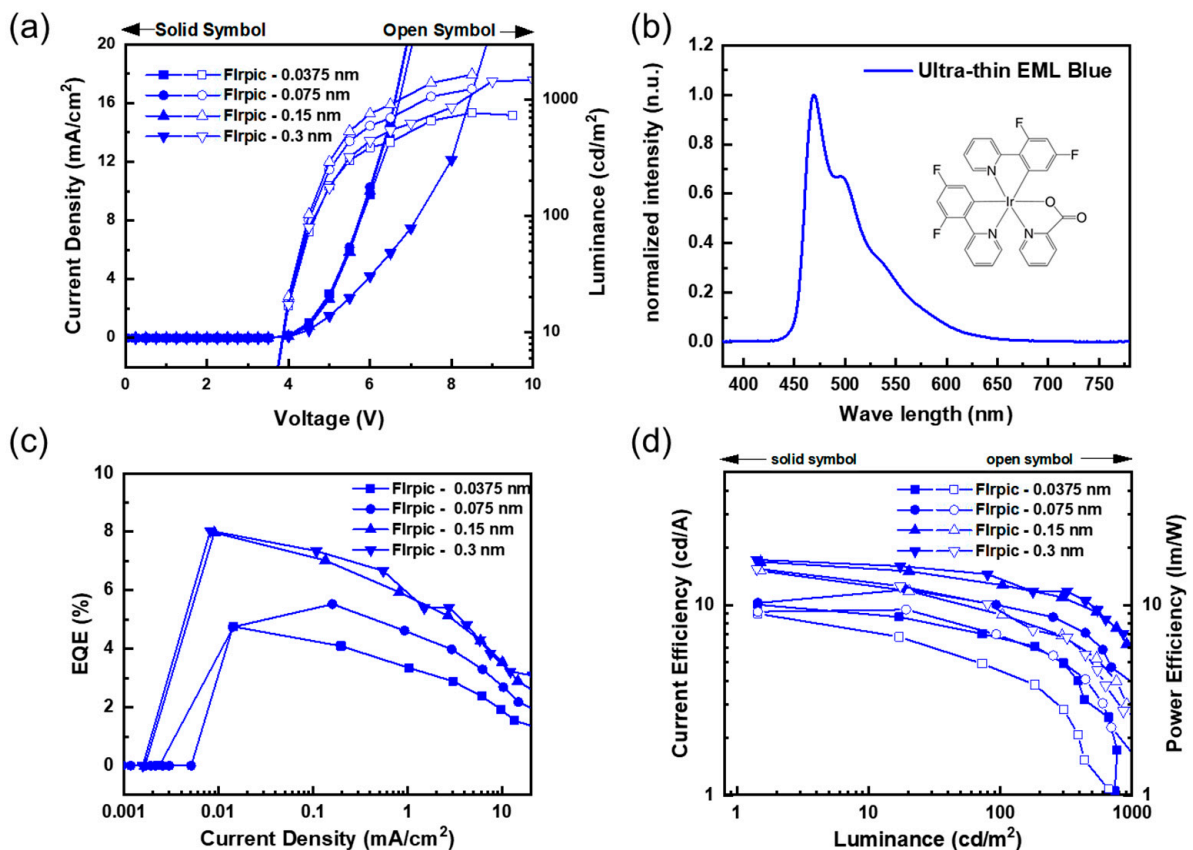 (a)
Solid Symbol
Open Symbol
FIrpic - 0.0375 nm
FIrpic - 0.075 nm
FIrpic - 0.15 nm
FIrpic - 0.3 nm
Current Density (mA/cm²)
20
16
12
8
4
0
Luminance (cd/m²)
1000
100
10
0 2 4 6 8 10
Voltage (V)
(b)
Ultra-thin EML Blue
normalized intensity (n.u.)
1.2
1.0
0.8
0.6
0.4
0.2
0.0
F
F
N
F
Ir
O
O
F
N
N
400 450 500 550 600 650 700 750
Wave length (nm)
(c)
FIrpic - 0.0375 nm
FIrpic - 0.075 nm
FIrpic - 0.15 nm
FIrpic - 0.3 nm
EQE (%)
10
8
6
4
2
0
0.001 0.01 0.1 1 10
Current Density (mA/cm²)
(d)
solid symbol
open symbol
FIrpic - 0.0375 nm
FIrpic - 0.075 nm
FIrpic - 0.15 nm
FIrpic - 0.3 nm
Current Efficiency (cd/A)
10
1
Power Efficiency (lm/W)
10
1
1 10 100 1000
Luminance (cd/m²)